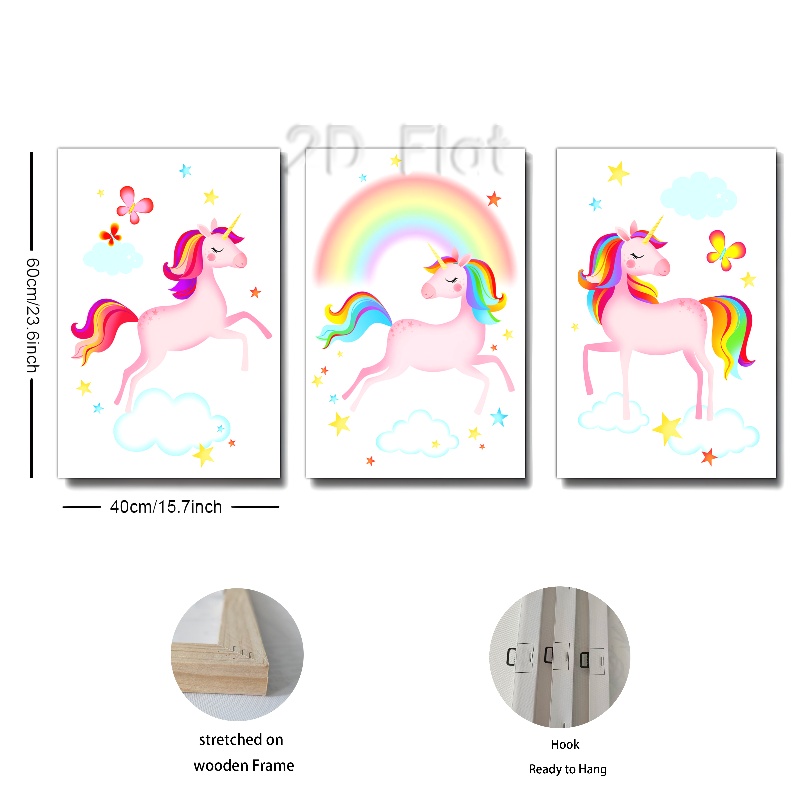 2D Flat
60cm/23.6inch
40cm/15.7inch
stretched on
wooden Frame
Hook
Ready to Hang